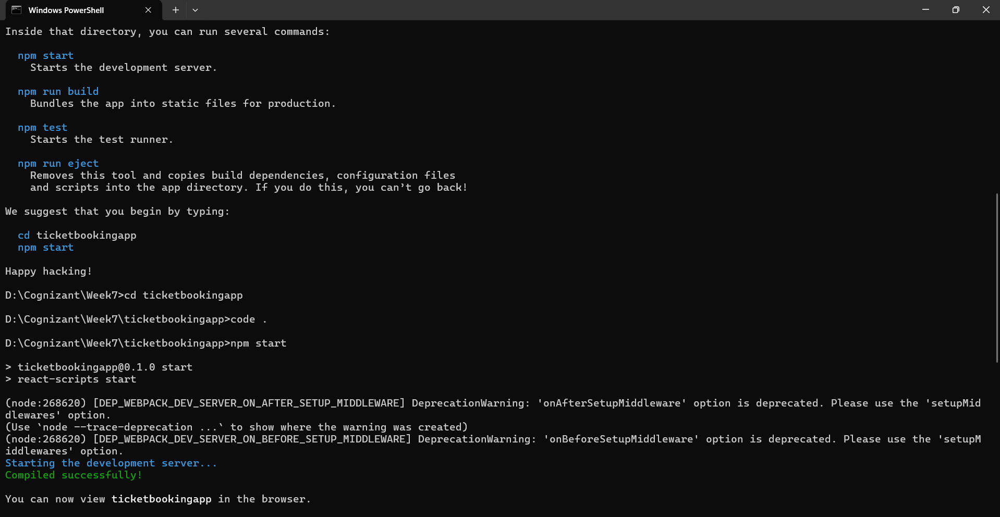 Windows PowerShell
Inside that directory, you can run several commands:
npm start
Starts the development server.
npm run build
Bundles the app into static files for production.
npm test
Starts the test runner.
npm run eject
Removes this tool and copies build dependencies, configuration files
and scripts into the app directory. If you do this, you can’t go back!
We suggest that you begin by typing:
cd ticketbookingapp
npm start
Happy hacking!
D:\Cognizant\Week7>cd ticketbookingapp
D:\Cognizant\Week7\ticketbookingapp>code .
D:\Cognizant\Week7\ticketbookingapp>npm start
> ticketbookingapp@0.1.0 start
> react-scripts start
(node:268620) [DEP_WEBPACK_DEV_SERVER_ON_AFTER_SETUP_MIDDLEWARE] DeprecationWarning: 'onAfterSetupMiddleware' option is deprecated. Please use the 'setupMid
dlewares' option.
(Use `node --trace-deprecation ...` to show where the warning was created)
(node:268620) [DEP_WEBPACK_DEV_SERVER_ON_BEFORE_SETUP_MIDDLEWARE] DeprecationWarning: 'onBeforeSetupMiddleware' option is deprecated. Please use the 'setupM
iddlewares' option.
Starting the development server...
Compiled successfully!
You can now view ticketbookingapp in the browser.